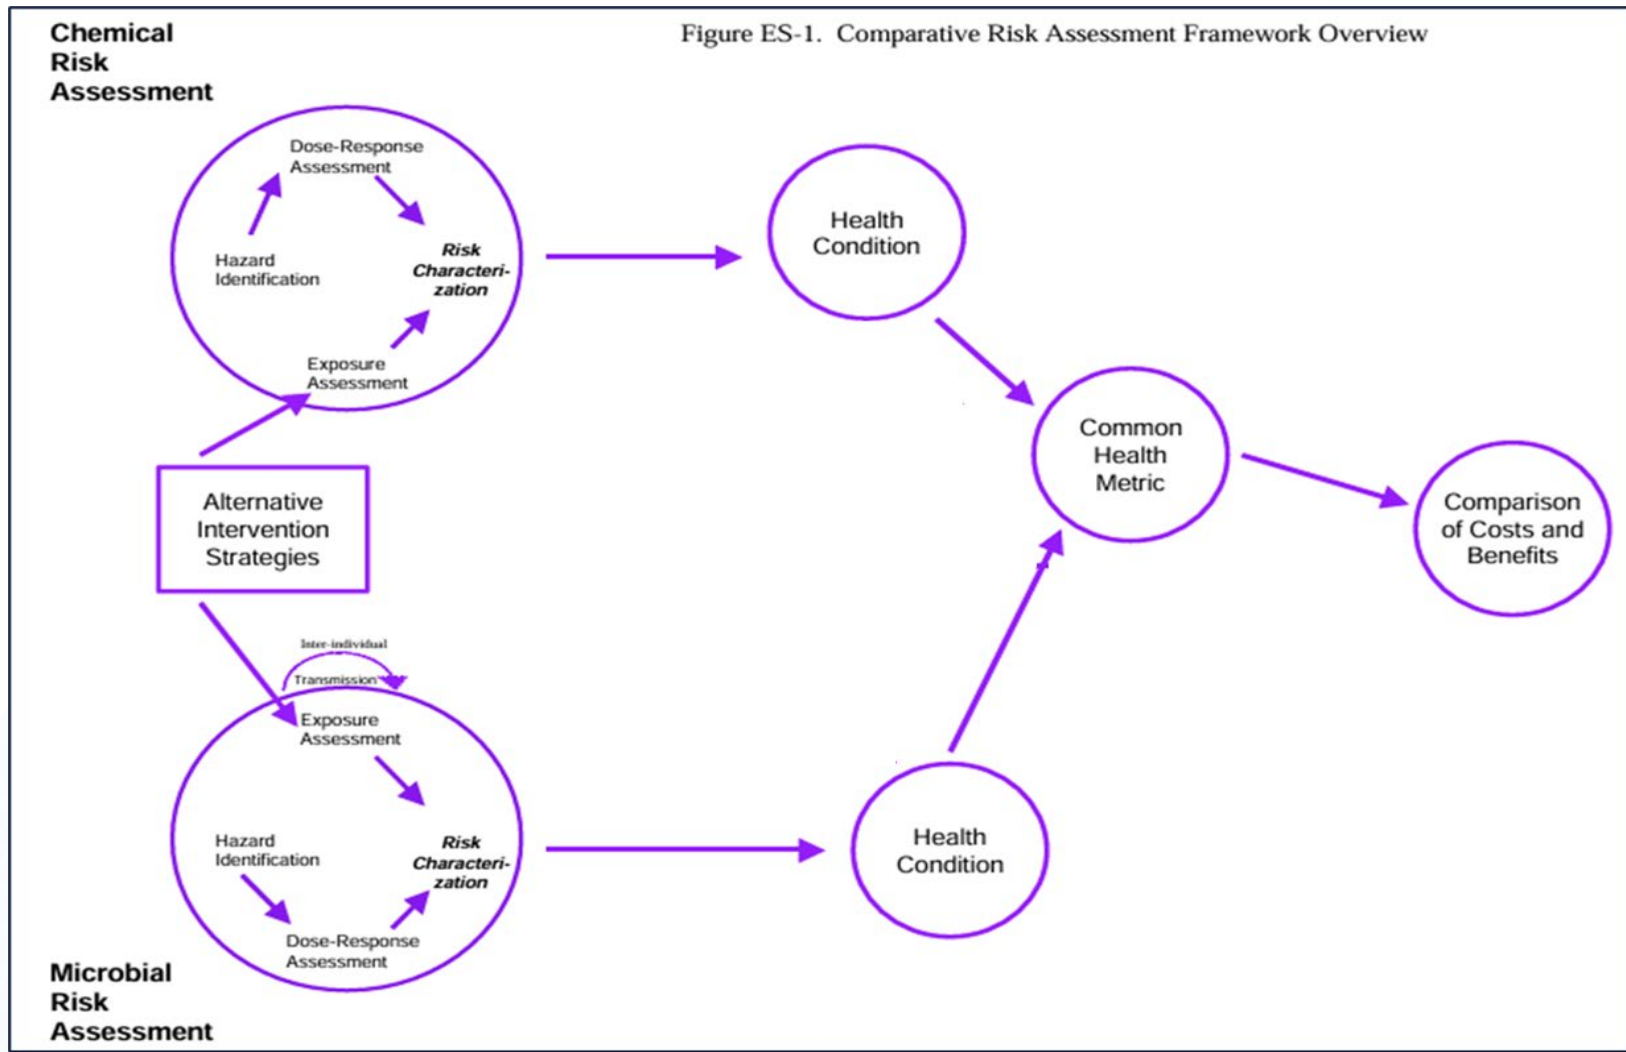 Chemical
Risk
Assessment
Figure ES-1. Comparative Risk Assessment Framework Overview
Dose-Response
Assessment
Hazard
Identification
Risk
Characteri-
zation
Exposure
Assessment
Health
Condition
Common
Health
Metric
Comparison
of Costs and
Benefits
Alternative
Intervention
Strategies
Inter-individual
Transmission
Exposure
Assessment
Hazard
Identification
Risk
Characteri-
zation
Dose-Response
Assessment
Health
Condition
Microbial
Risk
Assessment